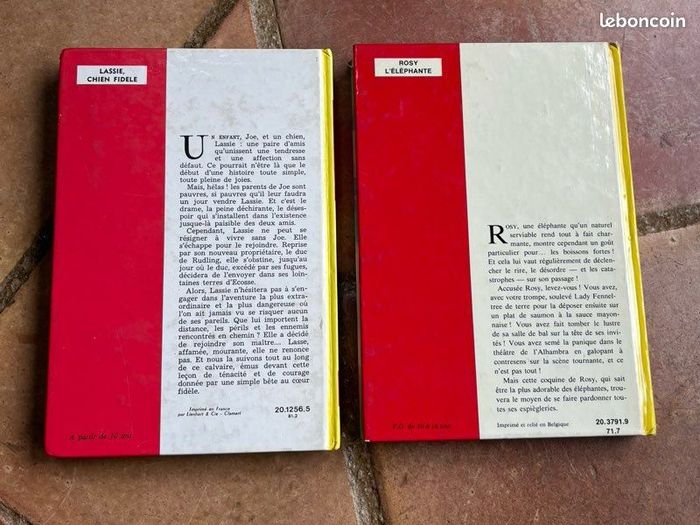 leboncoin
LASSIE,
CHIEN FIDÈLE
UN ENFANT, Joe, et un chien,
Lassie : une paire d'amis
qu'unissent une tendresse
et une affection sans
défaut. Ce pourrait n'être là que le
début d'une histoire toute simple,
toute pleine de joies.
Mais, hélas ! les parents de Joe sont
pauvres, si pauvres qu'il leur faudra
un jour vendre Lassie. Et c'est le
drame, la peine déchirante, le déses-
poir qui s'installent dans l'existence
jusque-là paisible des deux amis.
Cependant, Lassie ne peut se
résigner à vivre sans Joe. Elle
s'échappe pour le rejoindre. Reprise
par son nouveau propriétaire, le duc
de Rudling, elle s'obstine, jusqu'au
jour où le duc, excédé par ses fugues,
décidera de l'envoyer dans ses loin-
taines terres d'Ecosse.
Alors, Lassie n'hésitera pas à s'en-
gager dans l'aventure la plus extra-
ordinaire et la plus dangereuse où
l'on ait jamais vu se risquer aucun
de ses pareils. Que lui importent la
distance, les périls et les ennemis
rencontrés en chemin ? Elle a décidé
de rejoindre son maître... Lasse,
affamée, mourante, elle ne renonce
pas. Et nous la suivons tout au long
de ce calvaire, émus devant cette
leçon de ténacité et de courage
donnée par une simple bête au cœur
fidèle.
Imprimé en France
par Lienhart & Cie - Clamart
20.1256.5
81.2
A partir de 10 ans
ROSY
L'ÉLÉPHANTE
ROSY, une éléphante qu'un naturel
serviable rend tout à fait char-
mante, montre cependant un goût
particulier pour... les boissons fortes !
Et cela lui vaut régulièrement de déclen-
cher le rire, le désordre — et les cata-
strophes — sur son passage !
Accusée Rosy, levez-vous ! Vous avez,
avec votre trompe, soulevé Lady Fennel-
tree de terre pour la déposer ensuite sur
un plat de saumon à la sauce mayon-
naise ! Vous avez fait tomber le lustre
de sa salle de bal sur la tête de ses invi-
tés ! Vous avez semé la panique dans le
théâtre de l'Alhambra en galopant à
contresens sur la scène tournante, et ce
n'est pas tout !
Mais cette coquine de Rosy, qui sait
être la plus adorable des éléphantes, trou-
vera le moyen de se faire pardonner tou-
tes ses espiègleries.
20.3791.9
Imprimé et relié en Belgique
71.7